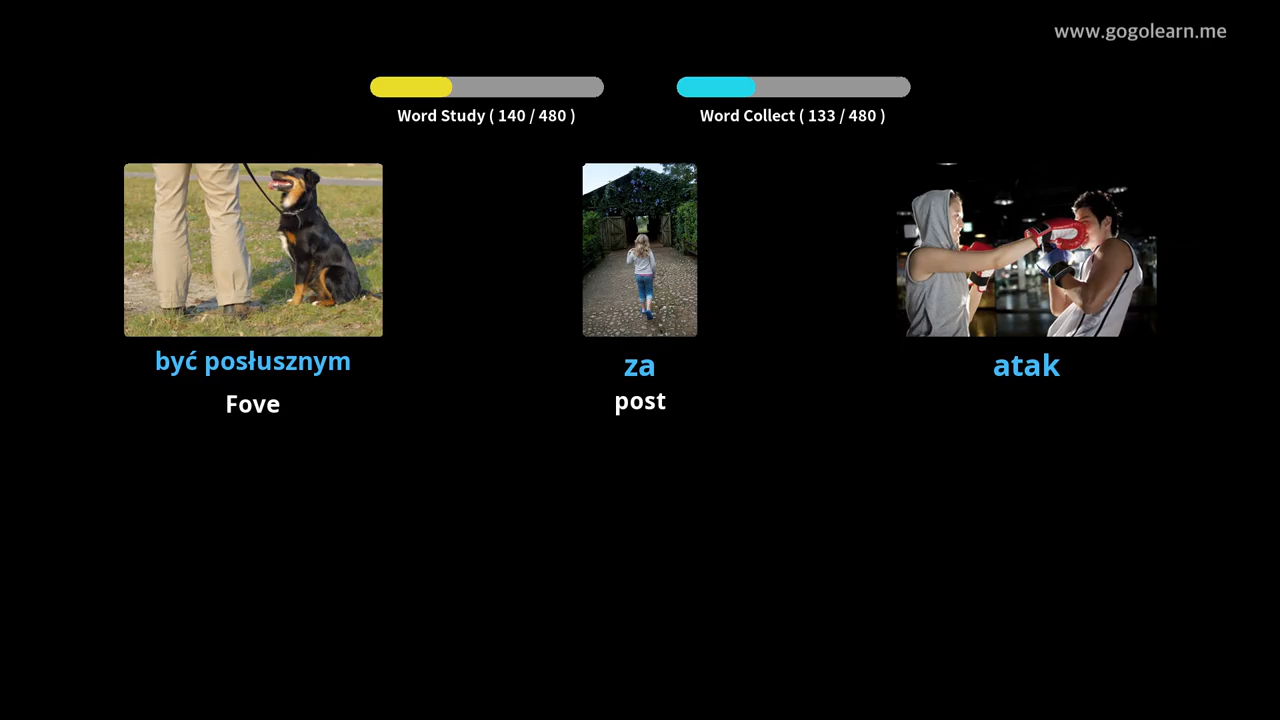 www.gogolearn.me
Word Study ( 140 / 480 )
Word Collect ( 133 / 480 )
być posłusznym
Fove
za
post
atak